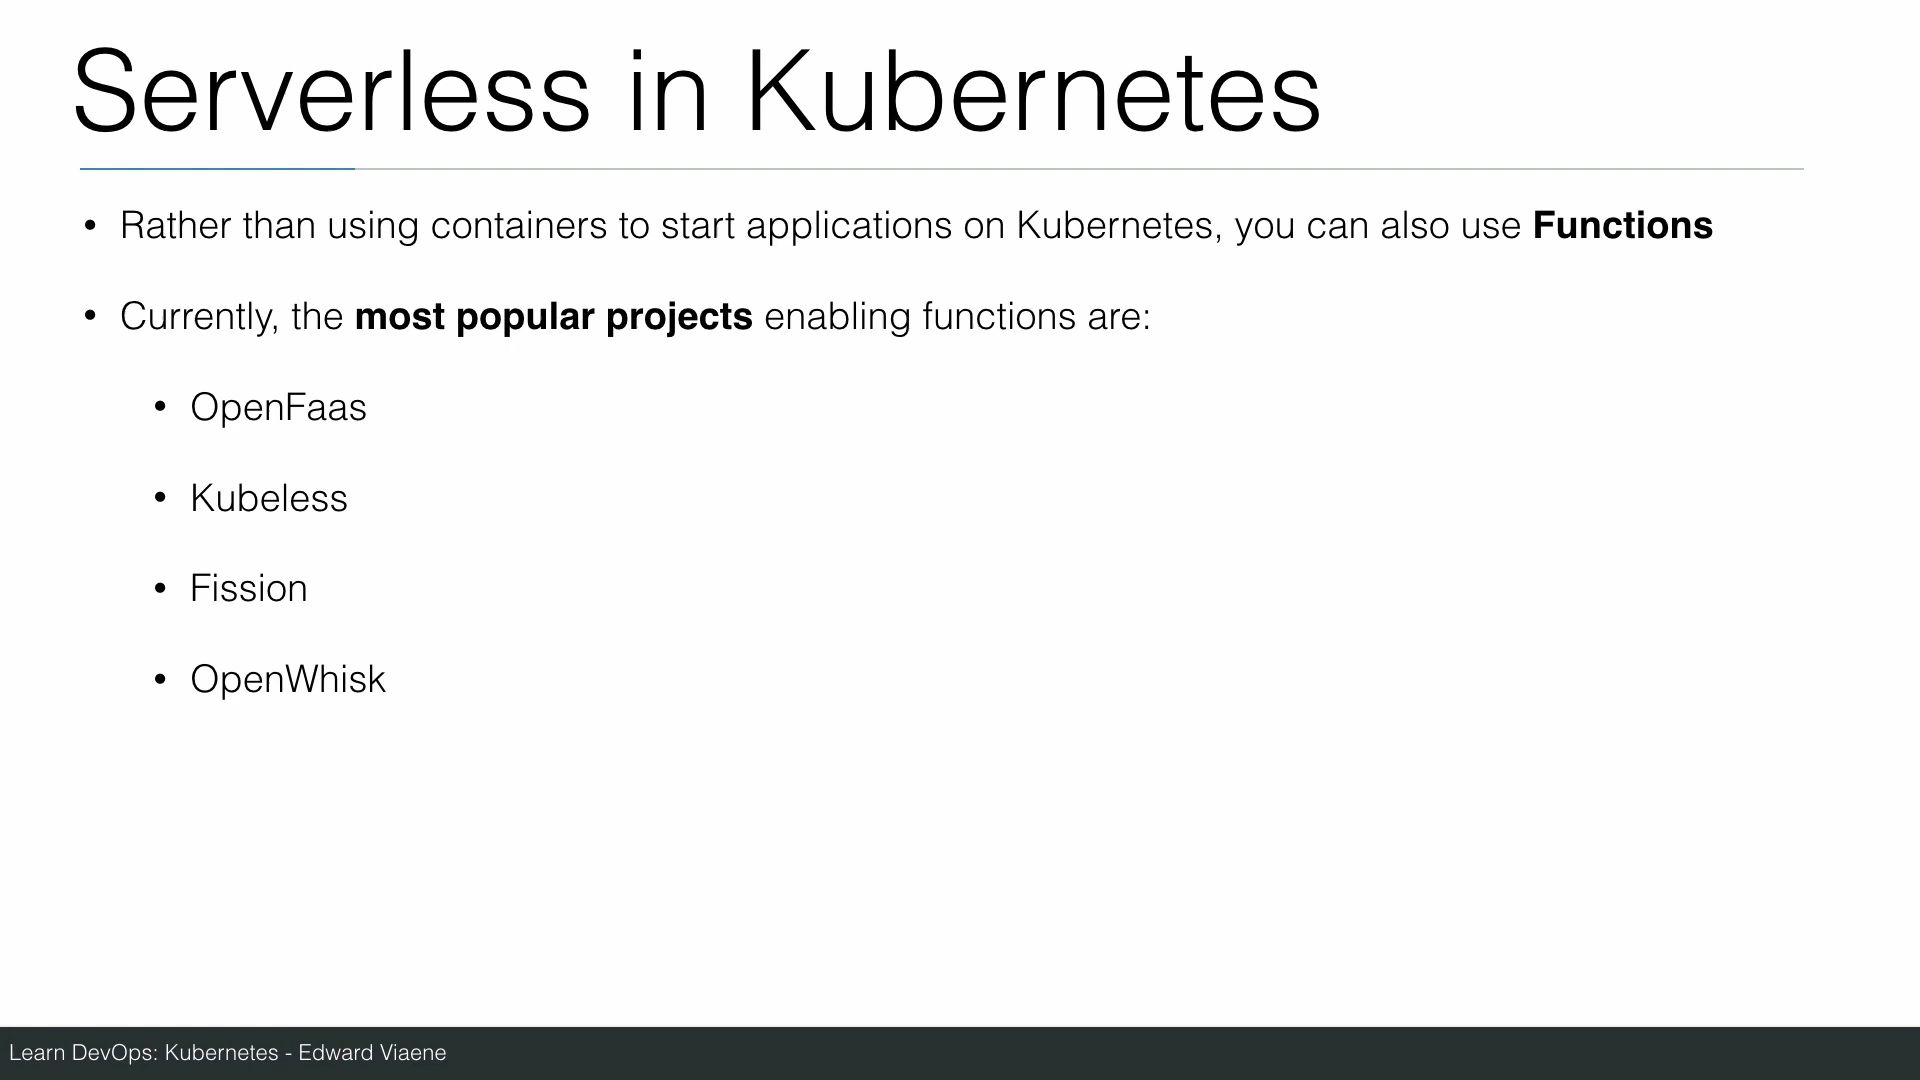 Serverless in Kubernetes
• Rather than using containers to start applications on Kubernetes, you can also use Functions
• Currently, the most popular projects enabling functions are:
• OpenFaas
• Kubeless
• Fission
• OpenWhisk
Learn DevOps: Kubernetes - Edward Viaene